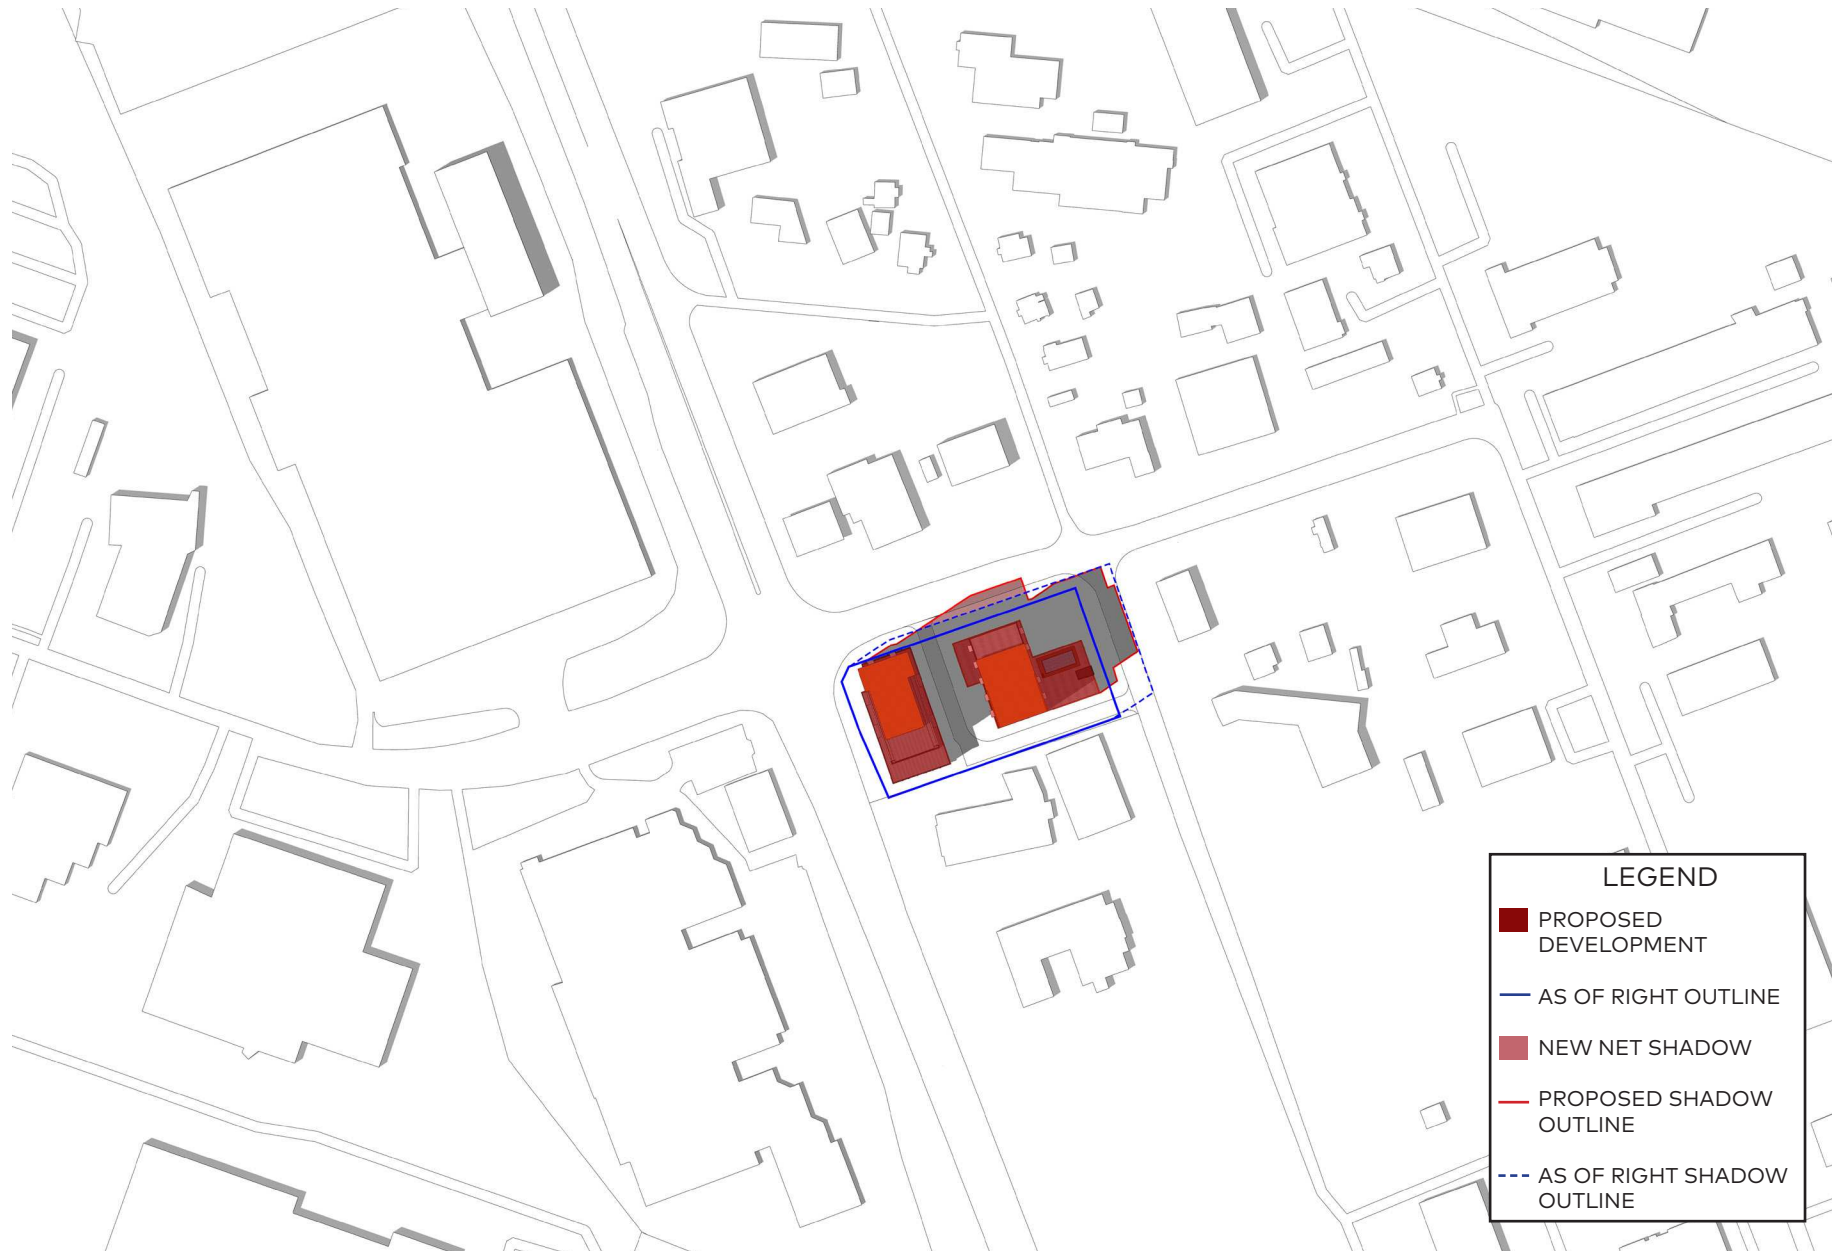 LEGEND
PROPOSED
DEVELOPMENT
AS OF RIGHT OUTLINE
NEW NET SHADOW
PROPOSED SHADOW
OUTLINE
AS OF RIGHT SHADOW
OUTLINE